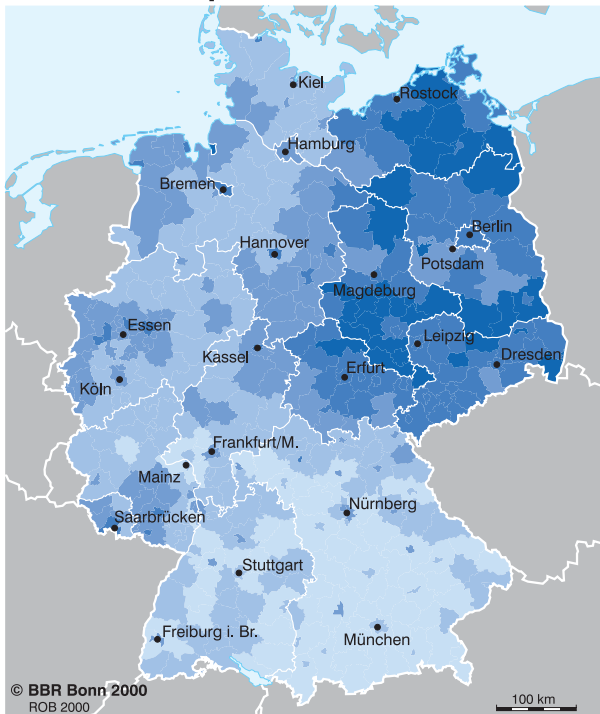 Kiel
Rostock
Hamburg
Bremen
Berlin
Hannover
Potsdam
Magdeburg
Essen
Leipzig
Kassel
Dresden
Köln
Erfurt
Frankfurt/M.
Mainz
Nürnberg
Saarbrücken
Stuttgart
Freiburg i. Br.
München
© BBR Bonn 2000
ROB 2000
100 km